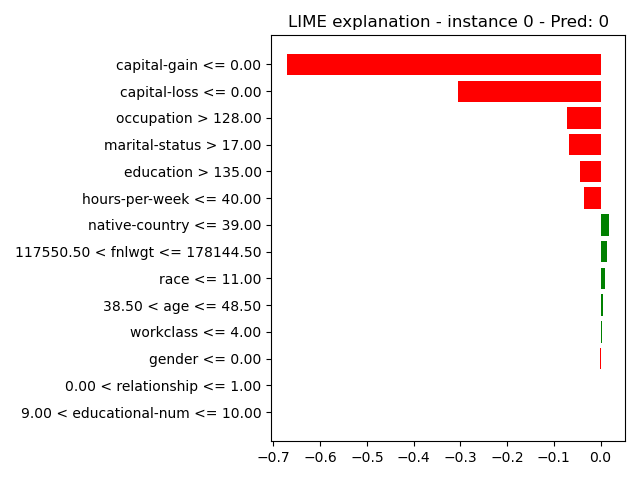 LIME explanation - instance 0 - Pred: 0
capital-gain <= 0.00
capital-loss <= 0.00
occupation > 128.00
marital-status > 17.00
education > 135.00
hours-per-week <= 40.00
native-country <= 39.00
117550.50 < fnlwgt <= 178144.50
race <= 11.00
38.50 < age <= 48.50
workclass <= 4.00
gender <= 0.00
0.00 < relationship <= 1.00
9.00 < educational-num <= 10.00
−0.7 −0.6 −0.5 −0.4 −0.3 −0.2 −0.1 0.0